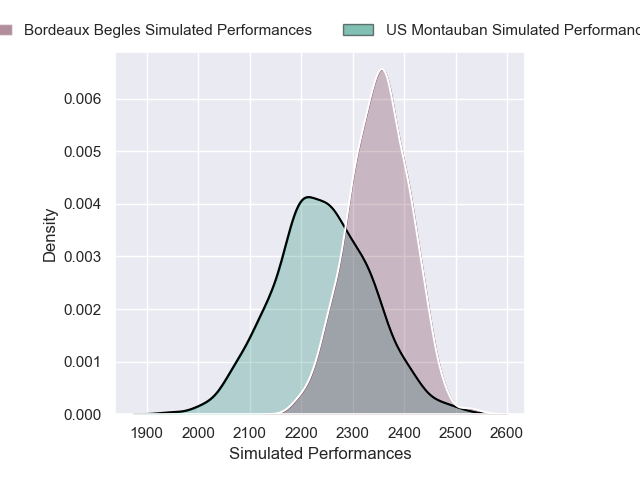 Bordeaux Begles Simulated Performances US Montauban Simulated
0.006
0.005
0.004
0.003
0.002
0.001
0.000
Density
1900 2000 2100 2200 2300 2400 2500 2600
Simulated Performances